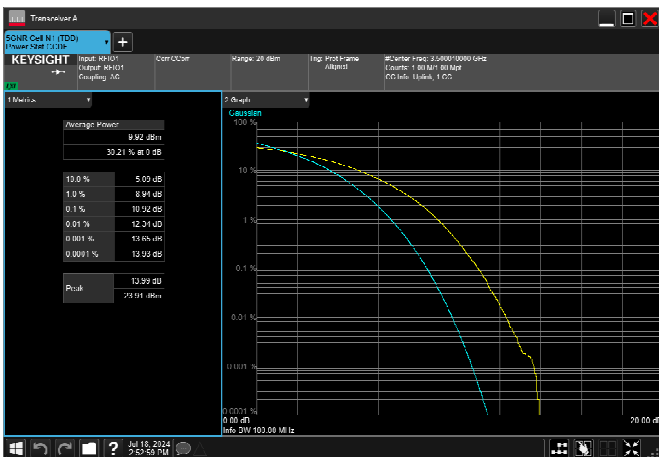 Transceiver A
5GNR Cell N1 (TDD)
Power Stat CCDF
+
KEYSIGHT
Input: RFIO1
Output: RFIO1
Coupling: AC
Corr CCorr
Range: 20 dBm
Trig: Prot Frame
#Center Freq: 3.500010000 GHz
Counts: 1.00 M/1.00 Mpt
CC Info: Uplink, 1 CC
1 Metrics
Average Power
9.92 dBm
30.21 % at 0 dB
10.0 % 5.09 dB
1.0 % 8.94 dB
0.1 % 10.92 dB
0.01 % 12.34 dB
0.001 % 13.65 dB
0.0001 % 13.93 dB
Peak 13.99 dB
23.91 dBm
2 Graph
Gaussian
100 %
10 %
1 %
0.1 %
0.01 %
0.001 %
0.0001 %
0.00 dB
20.00 dB
Info BW 100.00 MHz
?
Jul 18, 2024
2:52:59 PM